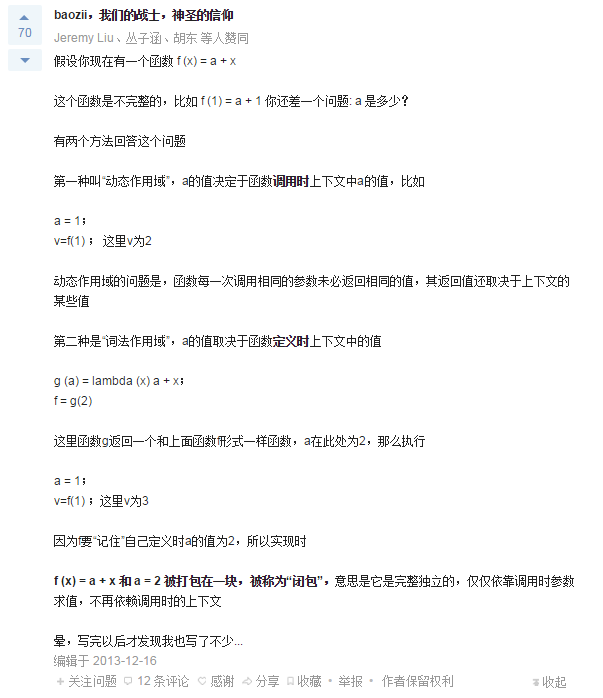 baozii，我们的战士，神圣的信仰
70
Jeremy Liu、丛子涵、胡东 等人赞同
假设你现在有一个函数 f (x) = a + x
这个函数是不完整的，比如 f (1) = a + 1 你还差一个问题: a 是多少？
有两个方法回答这个问题
第一种叫“动态作用域”，a的值决定于函数调用时上下文中a的值，比如
a = 1；
v=f(1) ； 这里v为2
动态作用域的问题是，函数每一次调用相同的参数未必返回相同的值，其返回值还取决于上下文的
某些值
第二种是“词法作用域”，a的值取决于函数定义时上下文中的值
g (a) = lambda (x) a + x；
f = g(2)
这里函数g返回一个和上面函数f形式一样函数，a在此处为2，那么执行
a = 1；
v=f(1) ；这里v为3
因为f要“记住”自己定义时a的值为2，所以实现时
f (x) = a + x 和 a = 2 被打包在一块，被称为“闭包”，意思是它是完整独立的，仅仅依靠调用时参数
求值，不再依赖调用时的上下文
晕，写完以后才发现我也写了不少...
编辑于 2013-12-16
关注问题 12 条评论 感谢 分享 收藏 • 举报 • 作者保留权利 收起